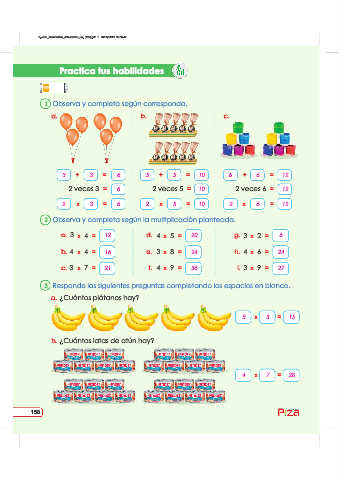 Practica tus habilidades
1 Observa y completa según corresponda.
a. b. c.
3 + 3 = 6 5 + 5 = 10 6 + 6 = 12
2 veces 3 = 6 2 veces 5 = 10 2 veces 6 = 12
2 x 3 = 6 2 x 5 = 10 2 x 6 = 12
2 Observa y completa según la multiplicación planteada.
a. 3 x 4 = 12 d. 4 x 5 = 20 g. 3 x 2 = 6
b. 4 x 4 = 16 e. 3 x 8 = 24 h. 4 x 6 = 24
c. 3 x 7 = 21 f. 4 x 9 = 36 i. 3 x 9 = 27
3 Responde las siguientes preguntas completando los espacios en blanco.
a. ¿Cuántos plátanos hay?
5 x 3 = 15
b. ¿Cuántas latas de atún hay?
4 x 7 = 28
158